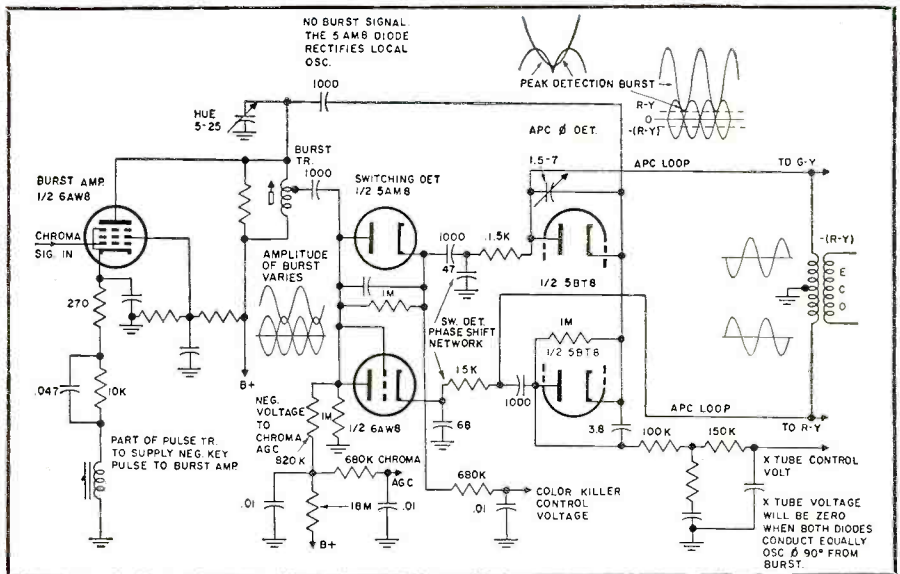 NO BURST SIGNAL.
THE 5AM8 DIODE
RECTIFIES LOCAL
OSC.
1000
HUE
5-25
BURST
TR.
1000
BURST AMP.
1/2 6AW8
CHROMA
SIG. IN
270
.047
10K
PART OF PULSE TR.
TO SUPPLY NEG. KEY
PULSE TO BURST AMP.
SWITCHING DET
1/2 5AM8
AMPLITUDE
OF BURST
VARIES
1M
B+
NEG.
VOLTAGE
TO
CHROMA
AGC
1M
820K
1/2 6AW8
680K
CHROMA
AGC
.01
18M
.01
B+
PEAK DETECTION BURST
R-Y
O
-(R-Y)
APC Ø DET.
1.5-7
APC LOOP
TO G-Y
1000
1.5K
47
1/2 5BT8
SW. DET.
PHASE SHIFT
NETWORK
1M
1/2 5BT8
15K
1000
68
3.8
680K
.01
COLOR KILLER
CONTROL
VOLTAGE
-(R-Y)
E
C
O
APC LOOP
TO R-Y
100K
150K
X TUBE CONTROL
VOLT
X TUBE VOLTAGE
WILL BE ZERO
WHEN BOTH DIODES
CONDUCT EQUALLY
OSC Ø 90° FROM
BURST.